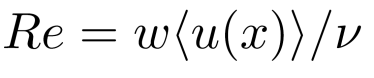 Re = w⟨u(x)⟩/ν